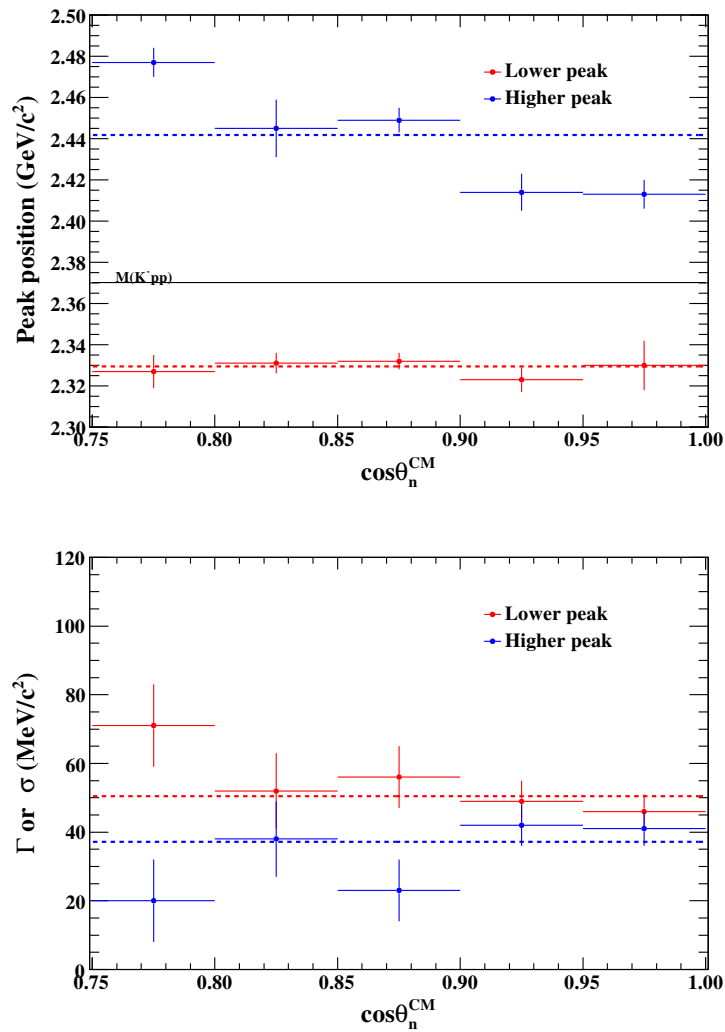 Peak position (GeV/c²)
2.50
2.48
2.46
2.44
2.42
2.40
2.38
2.36
2.34
2.32
2.30
Lower peak
Higher peak
M(K⁻pp)
0.75 0.80 0.85 0.90 0.95 1.00
cosθₙᶜᴹ
Γ or σ (MeV/c²)
120
100
80
60
40
20
0
Lower peak
Higher peak
0.75 0.80 0.85 0.90 0.95 1.00
cosθₙᶜᴹ